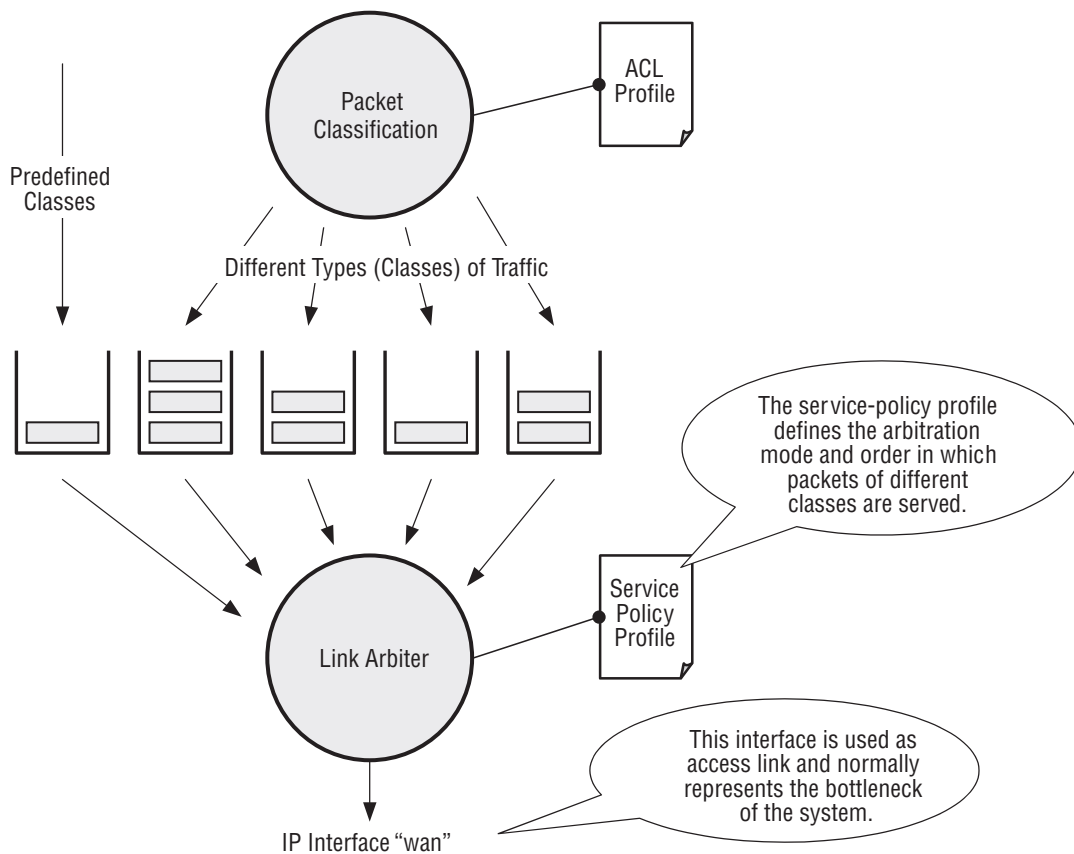 Packet
Classification
ACL
Profile
Predefined
Classes
Different Types (Classes) of Traffic
The service-policy profile
defines the arbitration
mode and order in which
packets of different
classes are served.
Service
Policy
Profile
Link Arbiter
This interface is used as
access link and normally
represents the bottleneck
of the system.
IP Interface “wan”